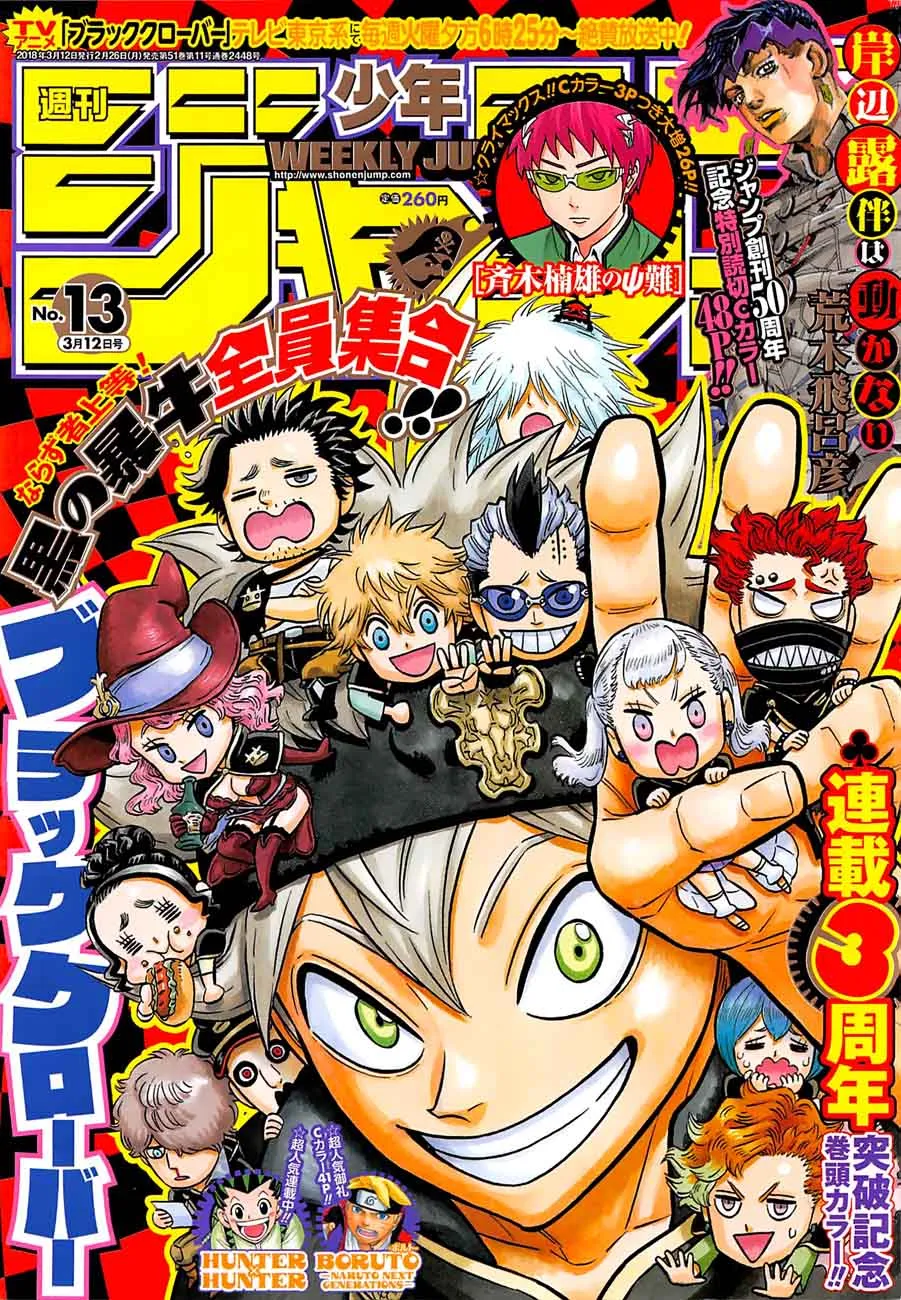 TVアニメ「ブラッククローバー」テレビ東京系にて毎週火曜夕方6時25分～絶賛放送中!
2018年3月12日発行2月26日(月)発売第51巻第11号通巻2448号
週刊
少年
ジャンプ
WEEKLY JU
http://www.shonenjump.com
定価260円
No.13
3月12日号
☆クライマックス!!Cカラー3Pつき大増26P!!
[斉木楠雄のΨ難]
岸辺露伴は動かない
荒木飛呂彦
ジャンプ創刊50周年
記念特別読切Cカラー
48P!!
ならず者上等!
黒の暴牛全員集合!!
ブラッククローバー
♣連載3周年
突破記念
巻頭カラー!!
☆超人気連載中!!
HUNTER×HUNTER
☆超人気御礼
Cカラー41P!!
ボルト
BORUTO
-NARUTO NEXT
GENERATIONS-